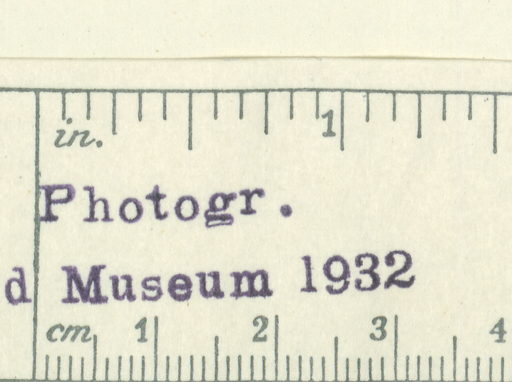 in. 1
Photogr.
d Museum 1932
cm 1 2 3 4